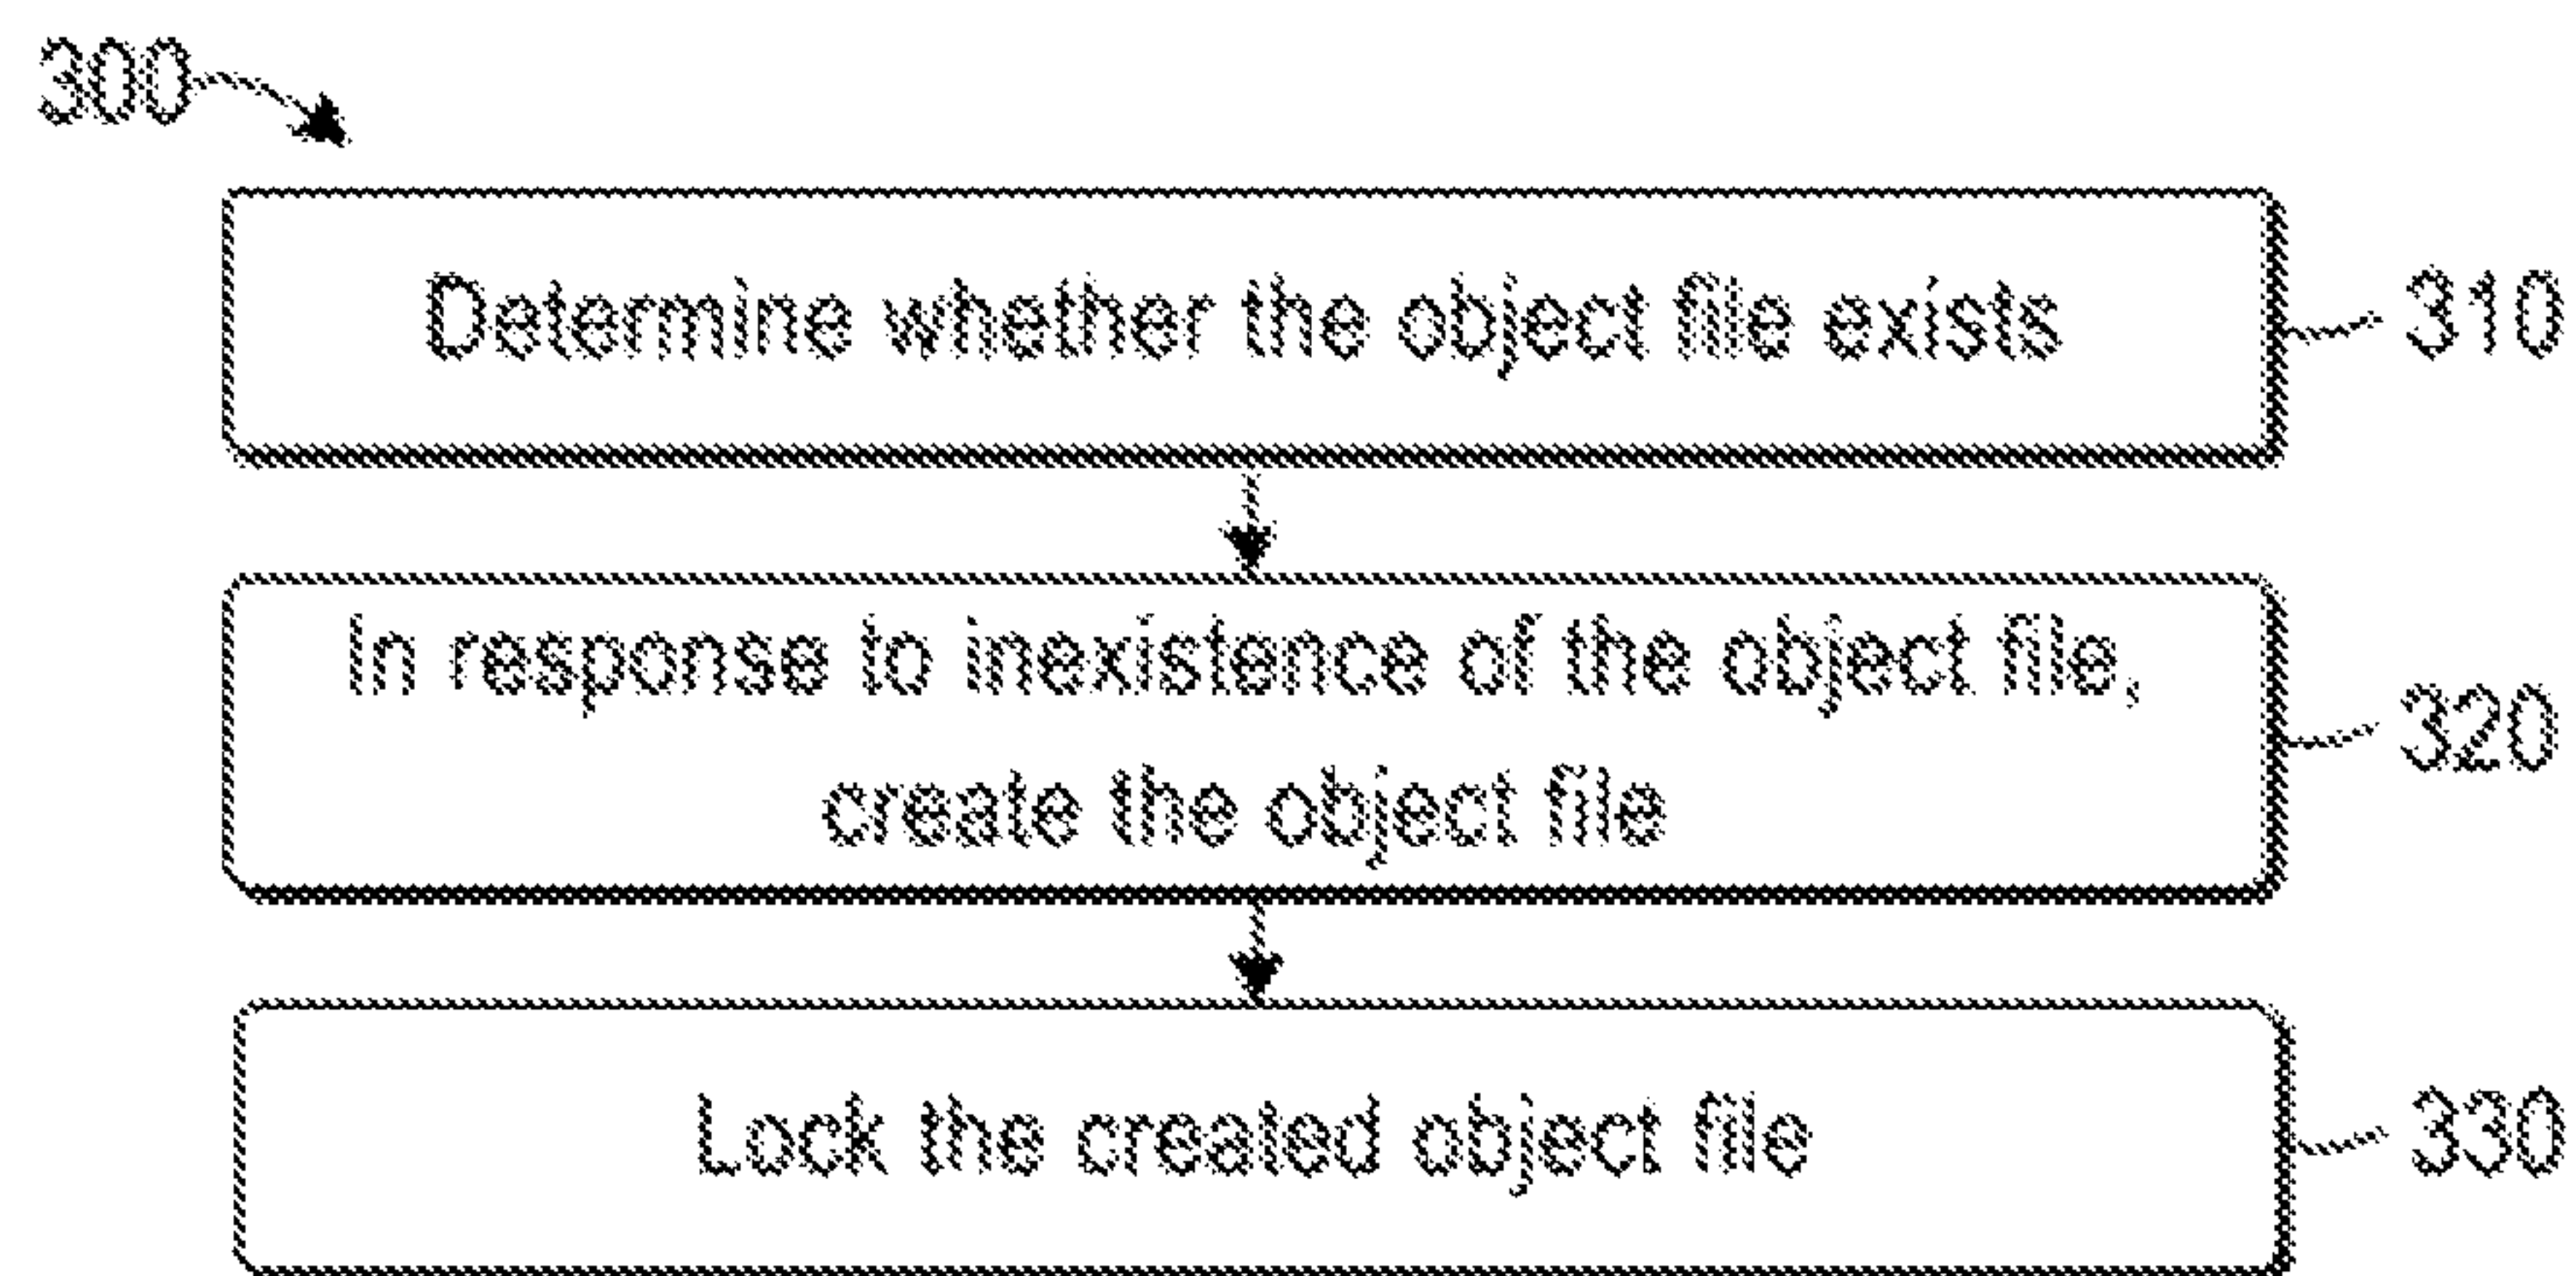 300
Determine whether the object file exists
310
In response to inexistence of the object file,
create the object file
320
Lock the created object file
330